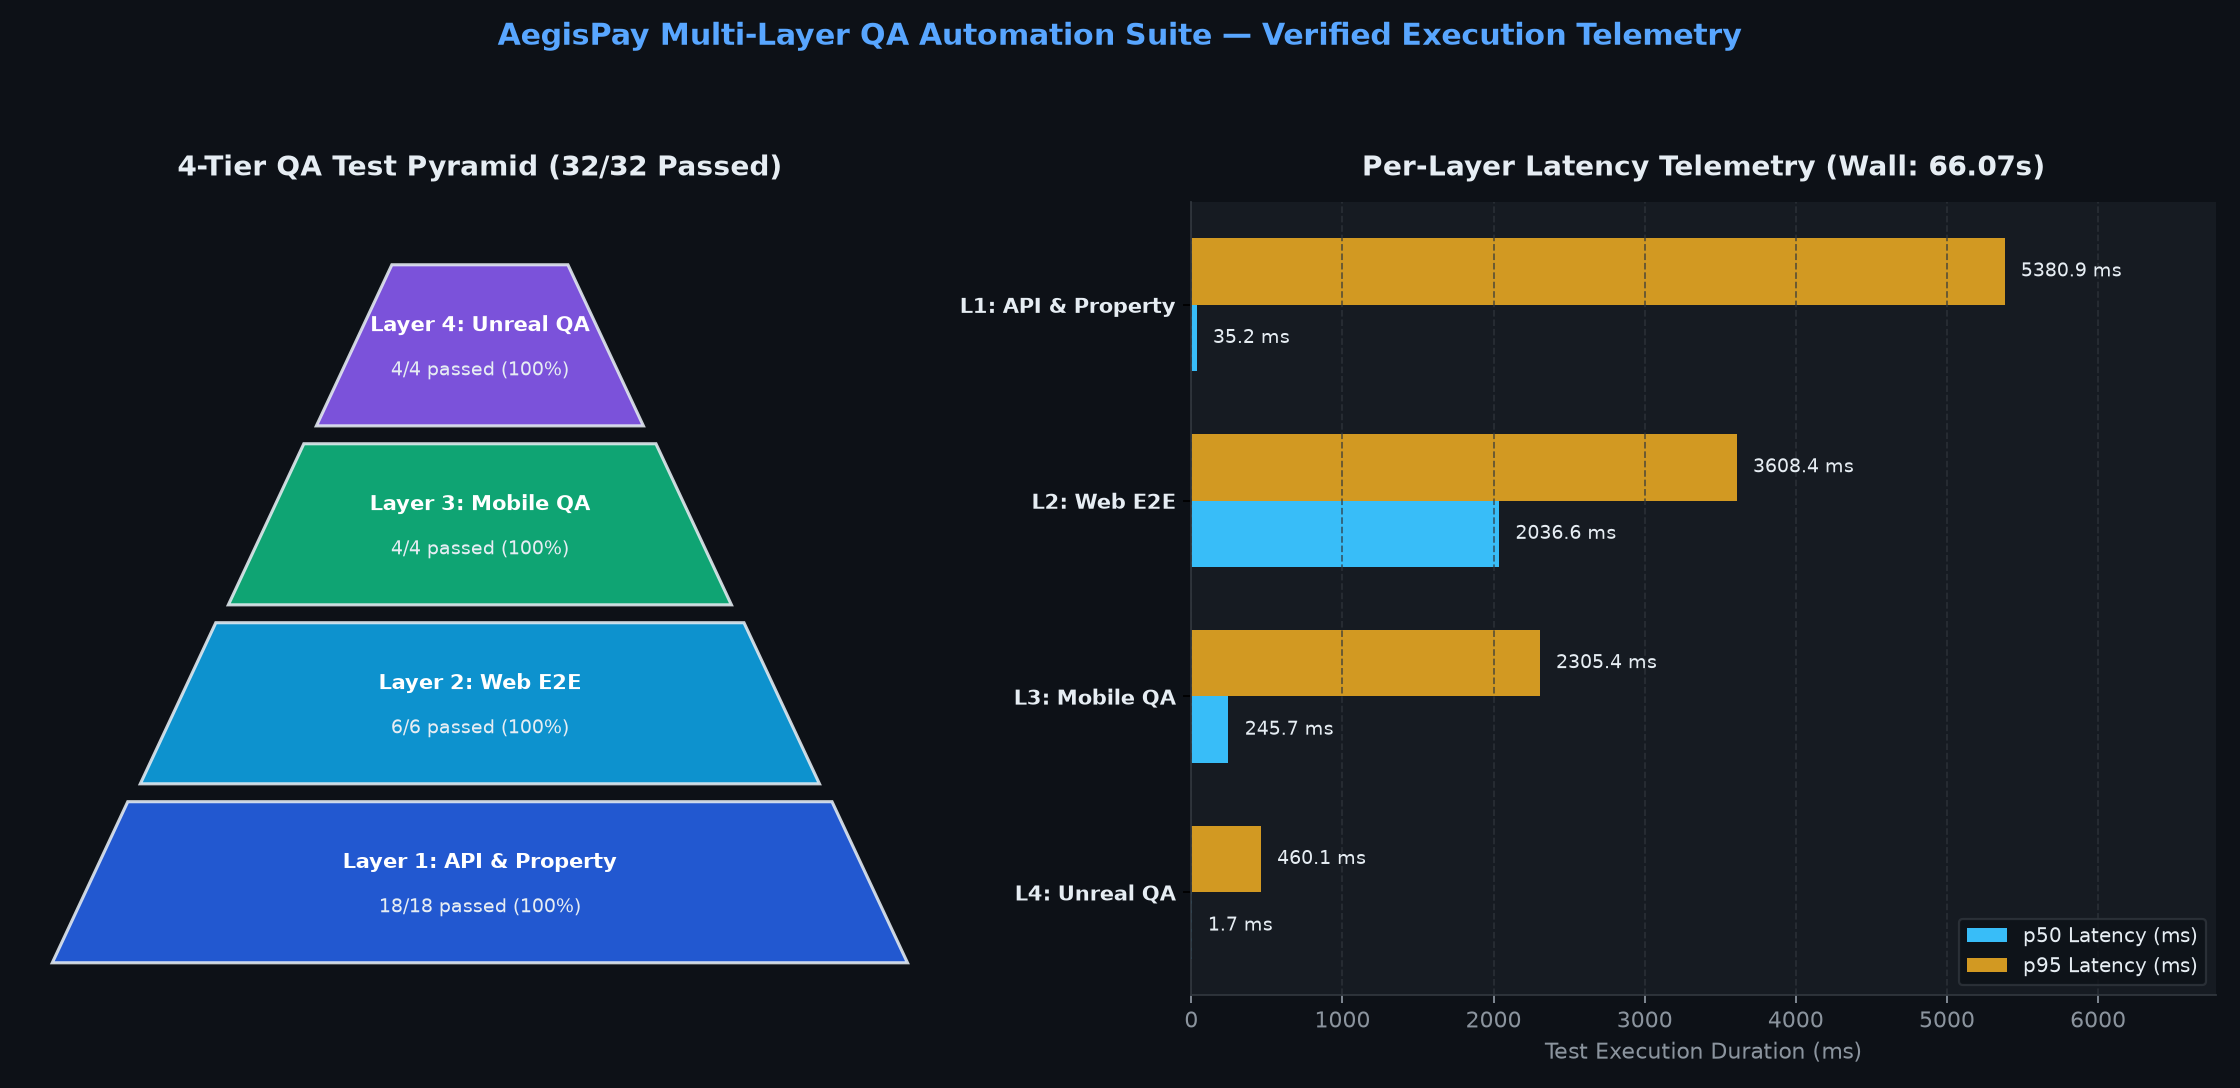 AegisPay Multi-Layer QA Automation Suite — Verified Execution Telemetry
4-Tier QA Test Pyramid (32/32 Passed)
Layer 4: Unreal QA
4/4 passed (100%)
Layer 3: Mobile QA
4/4 passed (100%)
Layer 2: Web E2E
6/6 passed (100%)
Layer 1: API & Property
18/18 passed (100%)
Per-Layer Latency Telemetry (Wall: 66.07s)
L1: API & Property
5380.9 ms
35.2 ms
L2: Web E2E
3608.4 ms
2036.6 ms
L3: Mobile QA
2305.4 ms
245.7 ms
L4: Unreal QA
460.1 ms
1.7 ms
p50 Latency (ms)
p95 Latency (ms)
0 1000 2000 3000 4000 5000 6000
Test Execution Duration (ms)